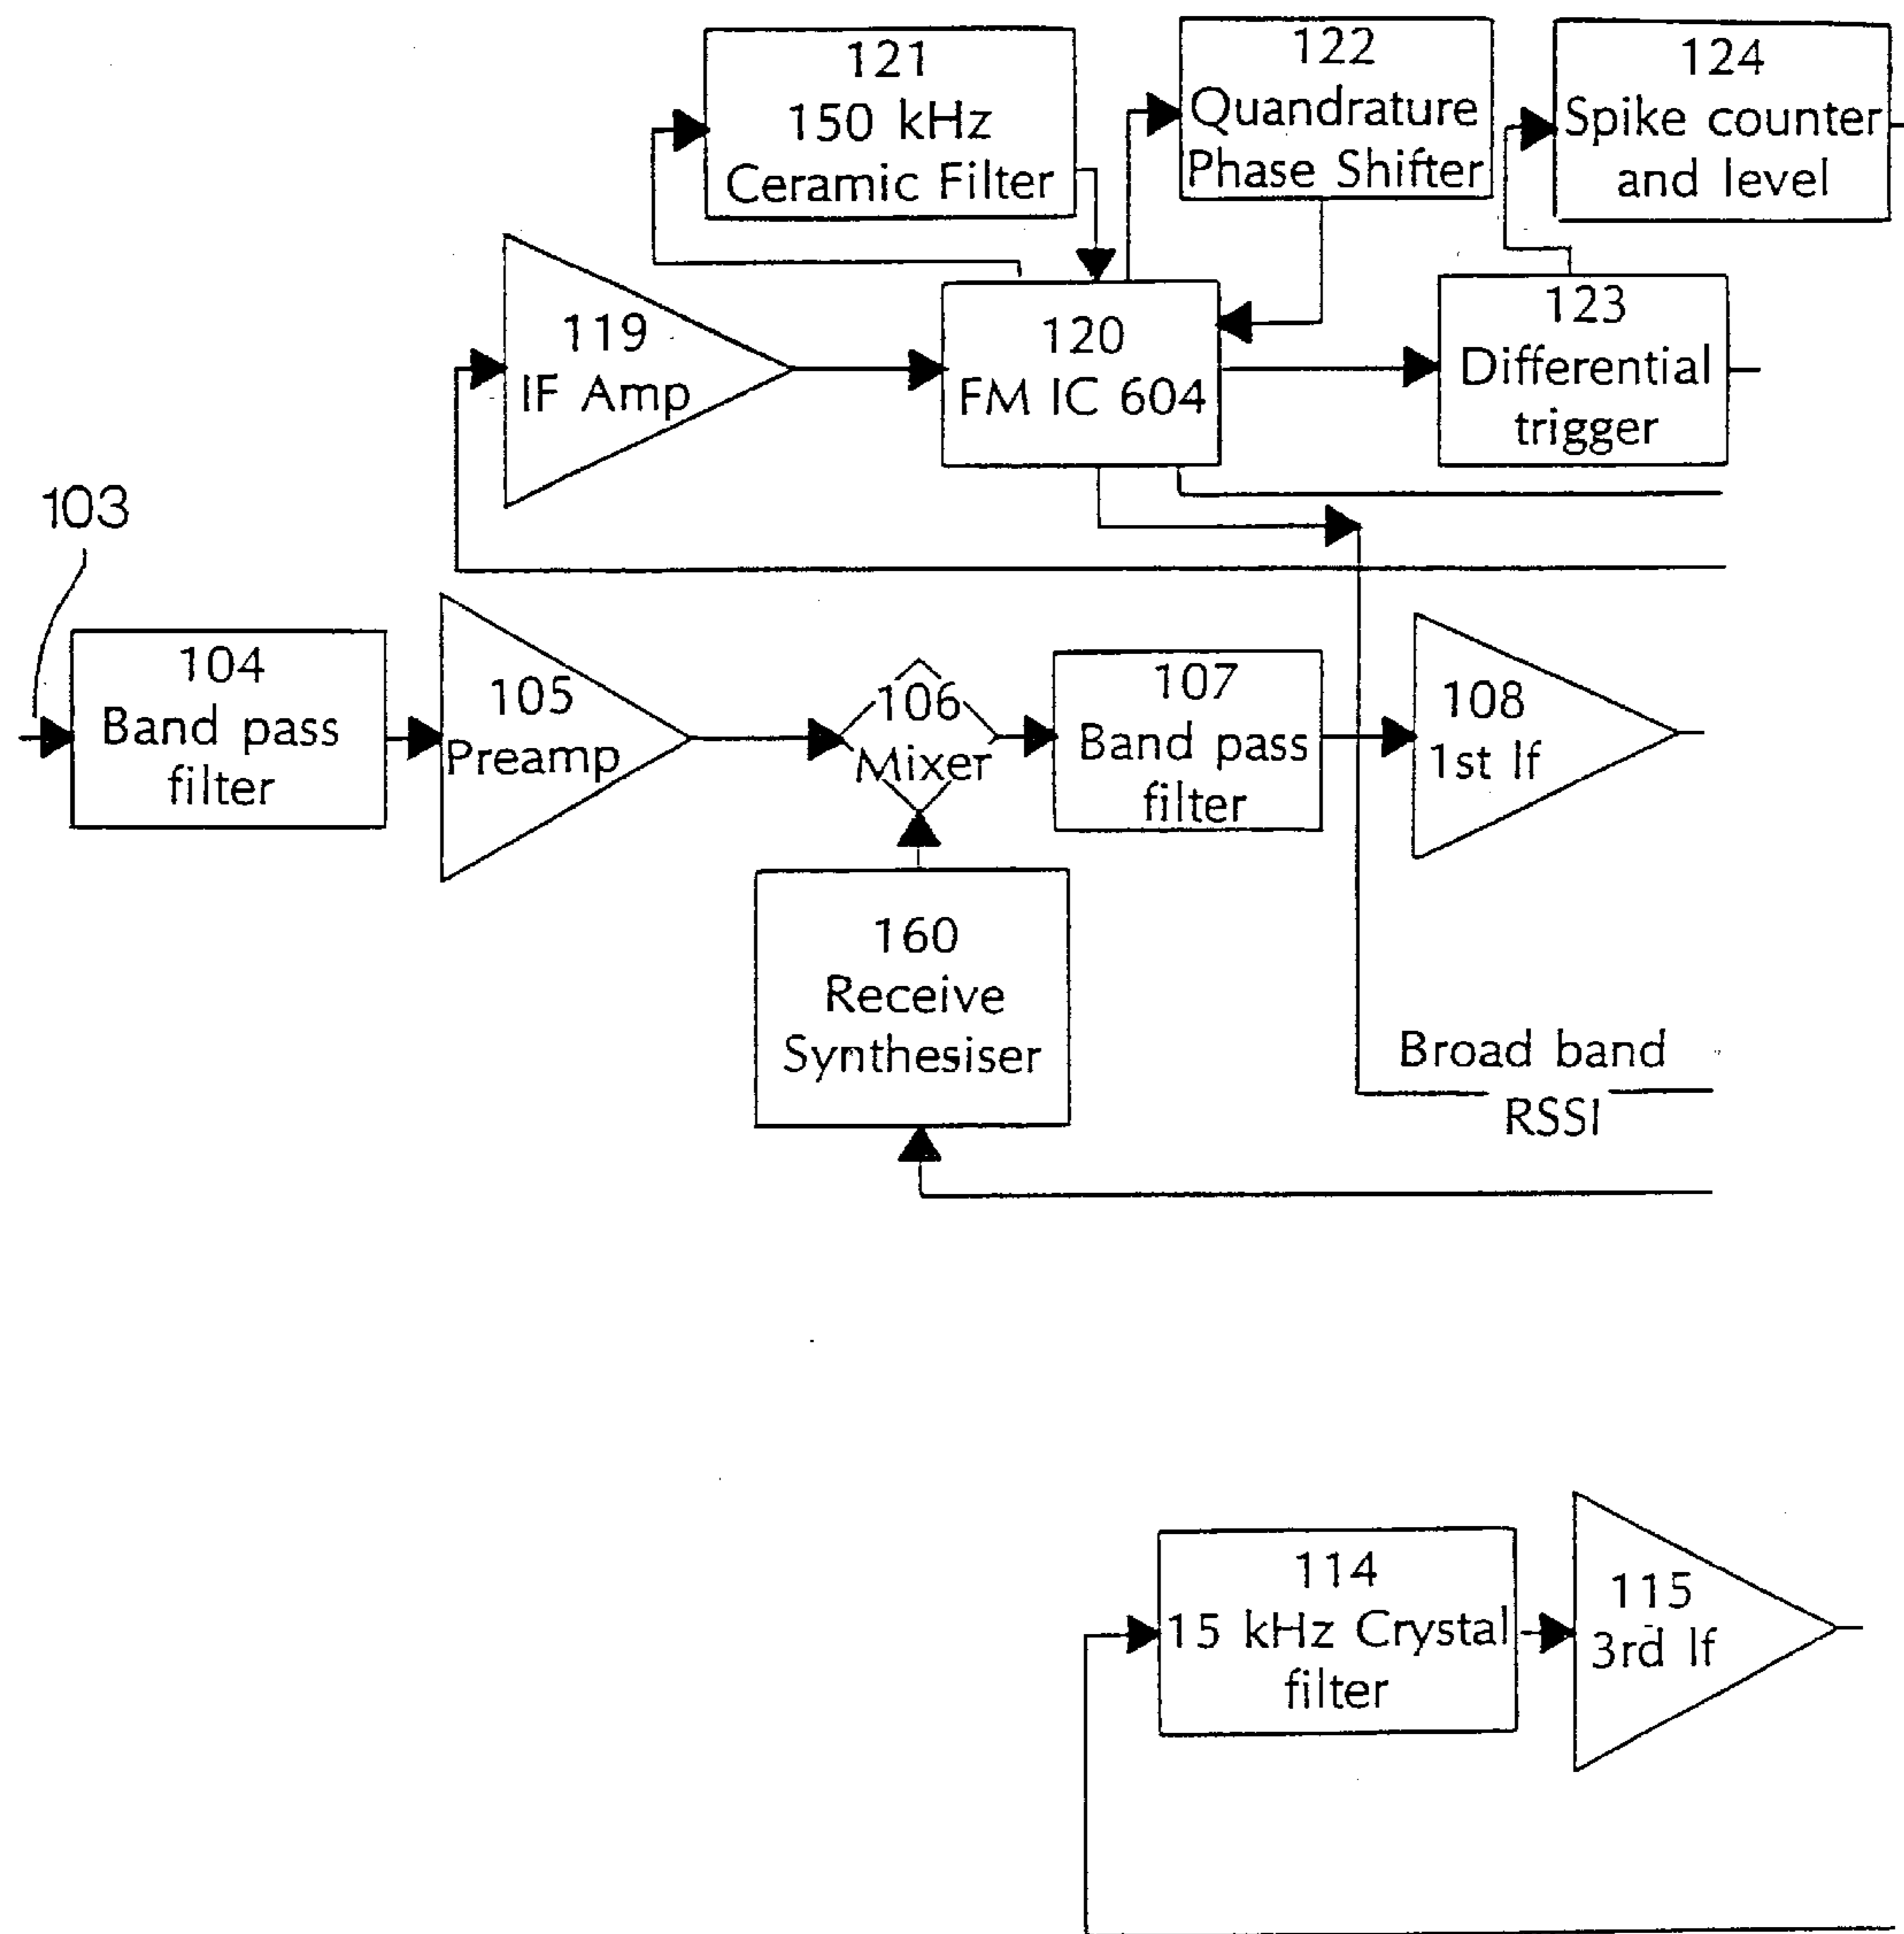 121
150 kHz
Ceramic Filter
122
Quandrature
Phase Shifter
124
Spike counter
and level
119
IF Amp
120
FM IC 604
123
Differential
trigger
103
104
Band pass
filter
105
Preamp
106
Mixer
107
Band pass
filter
108
1st If
160
Receive
Synthesiser
Broad band
RSSI
114
15 kHz Crystal
filter
115
3rd If